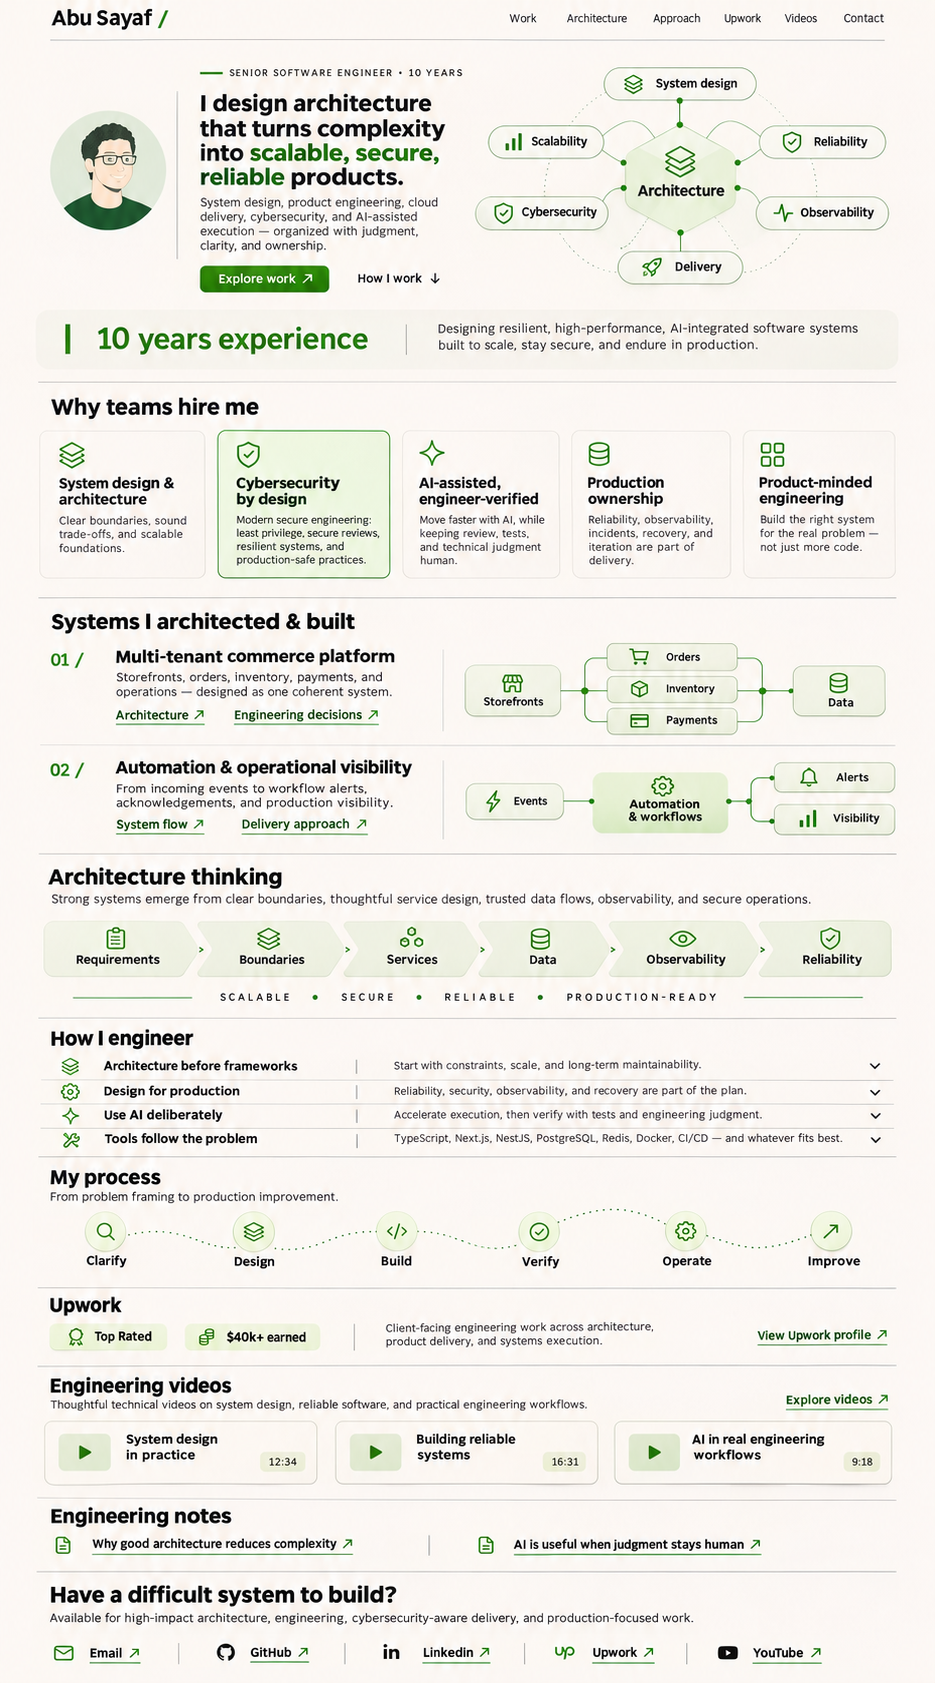 Abu Sayaf /
Work
Architecture
Approach
Upwork
Videos
Contact
SENIOR SOFTWARE ENGINEER • 10 YEARS
I design architecture
that turns complexity
into scalable, secure,
reliable products.
System design, product engineering, cloud
delivery, cybersecurity, and AI-assisted
execution — organized with judgment,
clarity, and ownership.
Explore work ↗
How I work ↓
System design
Scalability
Reliability
Architecture
Cybersecurity
Observability
Delivery
10 years experience
Designing resilient, high-performance, AI-integrated software systems
built to scale, stay secure, and endure in production.
Why teams hire me
System design &
architecture
Clear boundaries, sound
trade-offs, and scalable
foundations.
Cybersecurity
by design
Modern secure engineering:
least privilege, secure reviews,
resilient systems, and
production-safe practices.
AI-assisted,
engineer-verified
Move faster with AI, while
keeping review, tests,
and technical judgment
human.
Production
ownership
Reliability, observability,
incidents, recovery, and
iteration are part of
delivery.
Product-minded
engineering
Build the right system
for the real problem —
not just more code.
Systems I architected & built
01 /
Multi-tenant commerce platform
Storefronts, orders, inventory, payments, and
operations — designed as one coherent system.
Architecture ↗
Engineering decisions ↗
Storefronts
Orders
Inventory
Payments
Data
02 /
Automation & operational visibility
From incoming events to workflow alerts,
acknowledgements, and production visibility.
System flow ↗
Delivery approach ↗
Events
Automation
& workflows
Alerts
Visibility
Architecture thinking
Strong systems emerge from clear boundaries, thoughtful service design, trusted data flows, observability, and secure operations.
Requirements
Boundaries
Services
Data
Observability
Reliability
SCALABLE • SECURE • RELIABLE • PRODUCTION-READY
How I engineer
Architecture before frameworks
Start with constraints, scale, and long-term maintainability.
Design for production
Reliability, security, observability, and recovery are part of the plan.
Use AI deliberately
Accelerate execution, then verify with tests and engineering judgment.
Tools follow the problem
TypeScript, Next.js, NestJS, PostgreSQL, Redis, Docker, CI/CD — and whatever fits best.
My process
From problem framing to production improvement.
Clarify
Design
Build
Verify
Operate
Improve
Upwork
Top Rated
$40k+ earned
Client-facing engineering work across architecture,
product delivery, and systems execution.
View Upwork profile ↗
Engineering videos
Thoughtful technical videos on system design, reliable software, and practical engineering workflows.
Explore videos ↗
System design
in practice
12:34
Building reliable
systems
16:31
AI in real engineering
workflows
9:18
Engineering notes
Why good architecture reduces complexity ↗
AI is useful when judgment stays human ↗
Have a difficult system to build?
Available for high-impact architecture, engineering, cybersecurity-aware delivery, and production-focused work.
Email ↗
GitHub ↗
in
Linkedin ↗
up
Upwork ↗
YouTube ↗